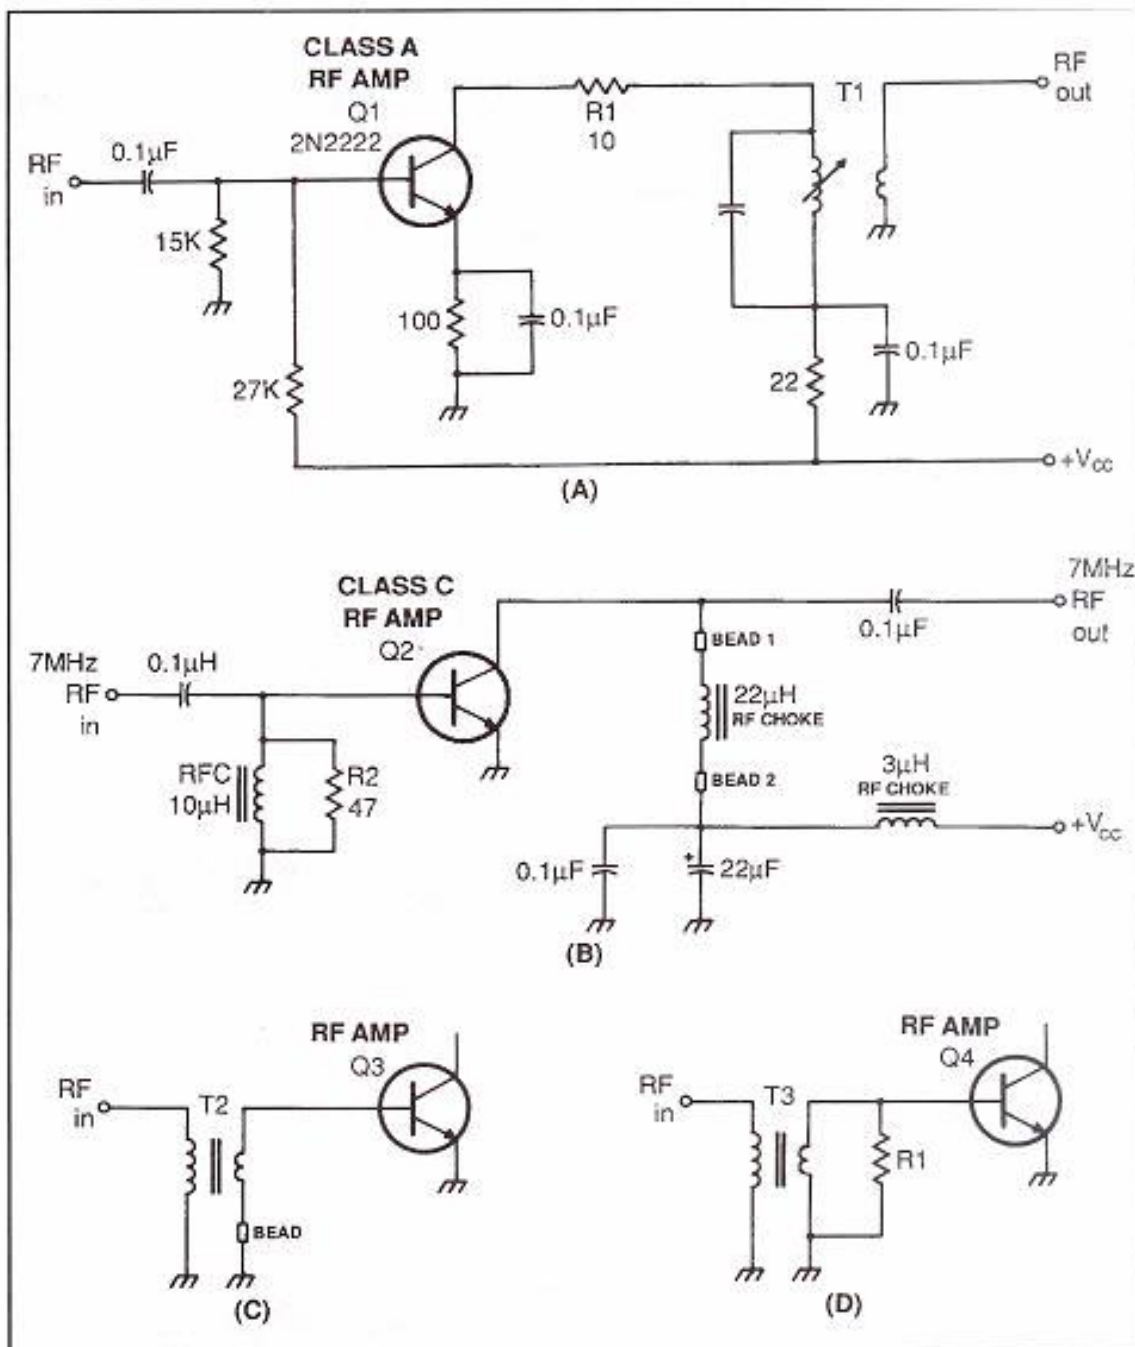 CLASS A
RF AMP
Q1
2N2222
RF
in
0.1µF
15K
27K
100
0.1µF
R1
10
T1
RF
out
0.1µF
22
+Vcc
(A)
CLASS C
RF AMP
Q2
7MHz
RF
in
0.1µH
RFC
10µH
R2
47
7MHz
RF
out
0.1µF
BEAD 1
22µH
RF CHOKE
BEAD 2
3µH
RF CHOKE
+Vcc
0.1µF
+
22µF
(B)
RF AMP
Q3
RF
in
T2
BEAD
(C)
RF AMP
Q4
RF
in
T3
R1
(D)